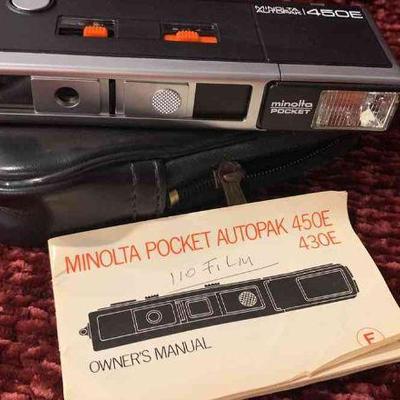 MINOLTA
AUTOPAK 450E
minolta
POCKET
MINOLTA POCKET AUTOPAK 450E
430E
110 FILM
OWNER'S MANUAL
E